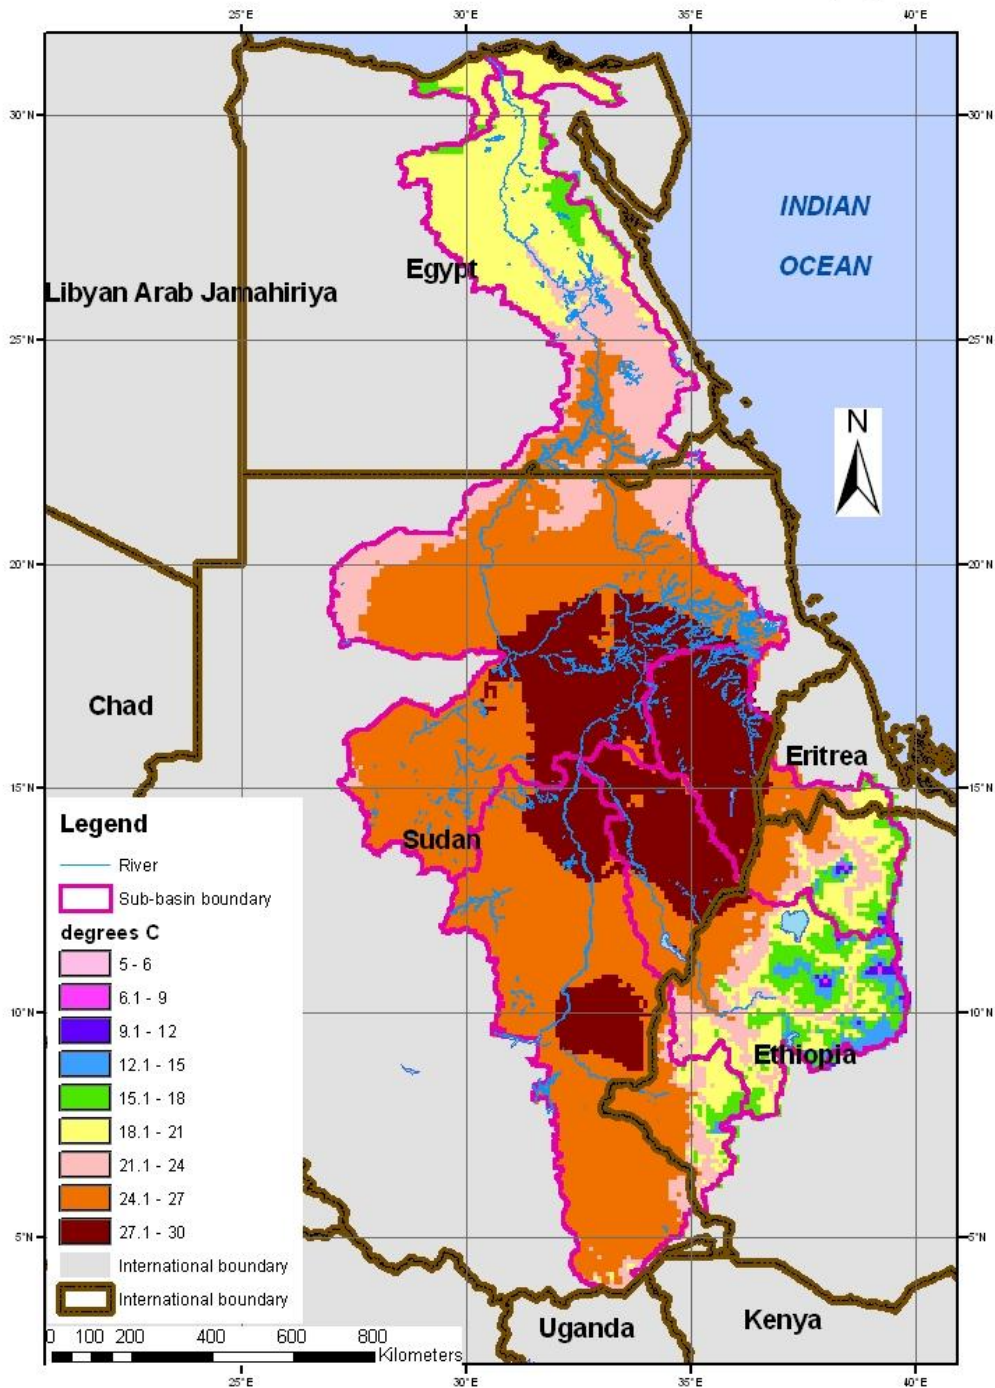 25°E 30°E 35°E 40°E
30°N 30°N
INDIAN
OCEAN
Egypt
Libyan Arab Jamahiriya
25°N 25°N
N
20°N 20°N
Chad
Eritrea
15°N 15°N
Legend
River
Sub-basin boundary
degrees C
5 - 6
6.1 - 9
9.1 - 12
12.1 - 15
15.1 - 18
18.1 - 21
21.1 - 24
24.1 - 27
27.1 - 30
International boundary
International boundary
Sudan
10°N
Ethiopia
5°N 5°N
0 100 200 400 600 800
Kilometers
Uganda
Kenya
25°E 30°E 35°E 40°E